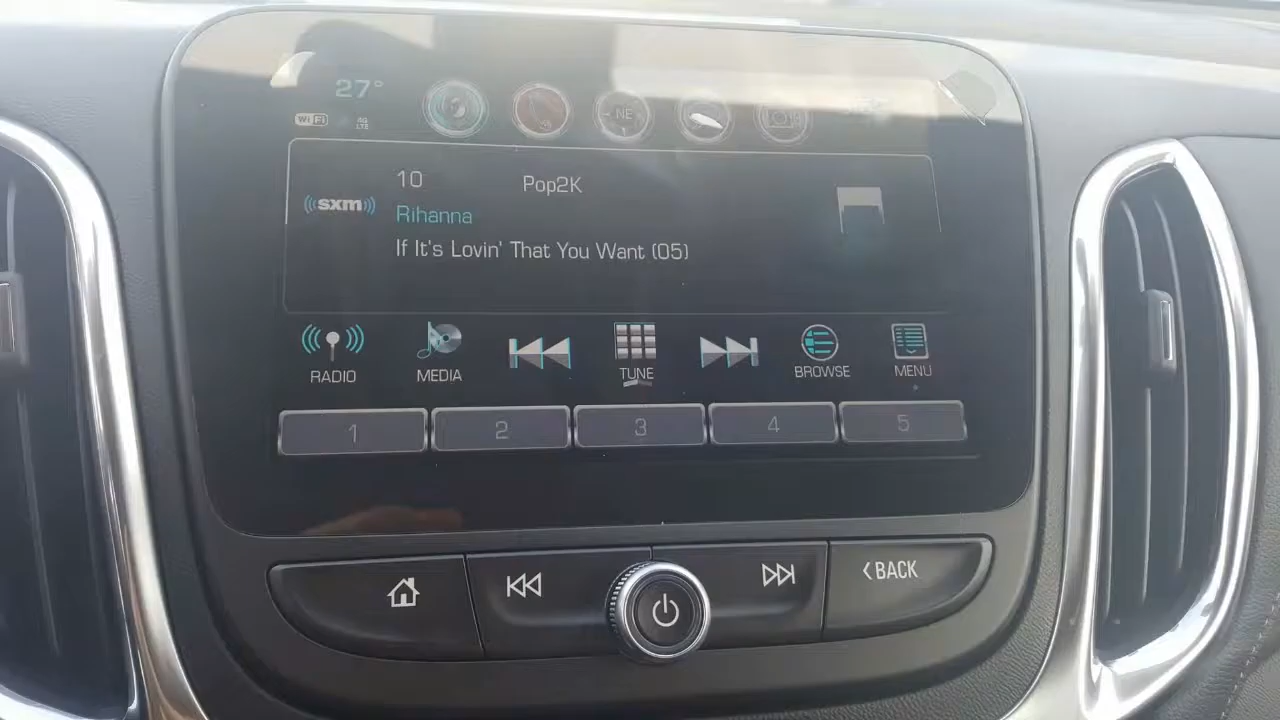 27°
WiFi
4G
LTE
NE
10
Pop2K
sxm
Rihanna
If It's Lovin' That You Want (05)
RADIO
MEDIA
TUNE
BROWSE
MENU
1
2
3
4
5
<BACK